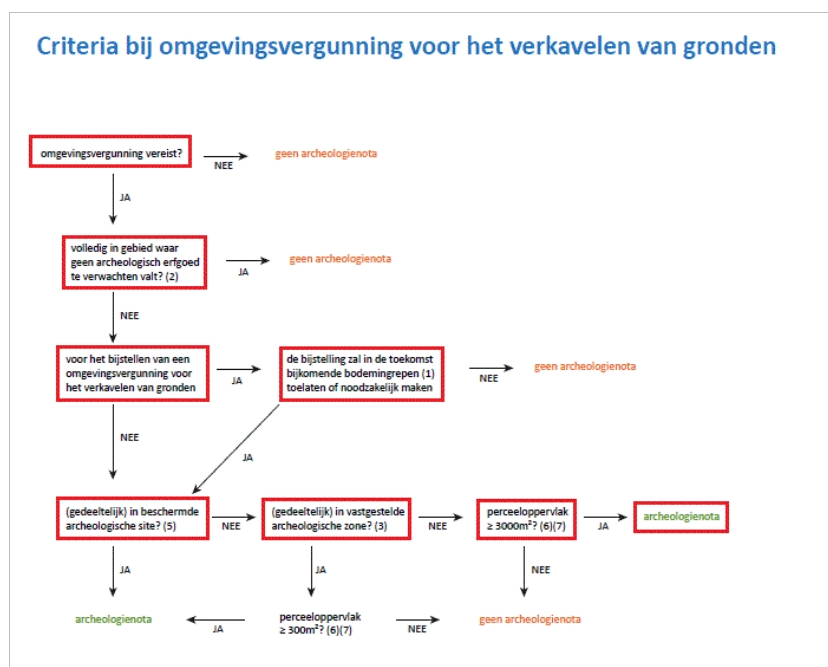 Criteria bij omgevingsvergunning voor het verkavelen van gronden
omgevingsvergunning vereist?
NEE
geen archeologienota
JA
volledig in gebied waar
geen archeologisch erfgoed
te verwachten valt? (2)
JA
geen archeologienota
NEE
voor het bijstellen van een
omgevingsvergunning voor
het verkavelen van gronden
JA
de bijstelling zal in de toekomst
bijkomende bodemingrepen (1)
toelaten of noodzakelijk maken
NEE
geen archeologienota
NEE
JA
(gedeeltelijk) in beschermde
archeologische site? (5)
NEE
(gedeeltelijk) in vastgestelde
archeologische zone? (3)
NEE
perceeloppervlak
≥ 3000m²? (6)(7)
JA
archeologienota
JA
JA
NEE
archeologienota
JA
perceeloppervlak
≥ 300m²? (6)(7)
NEE
geen archeologienota